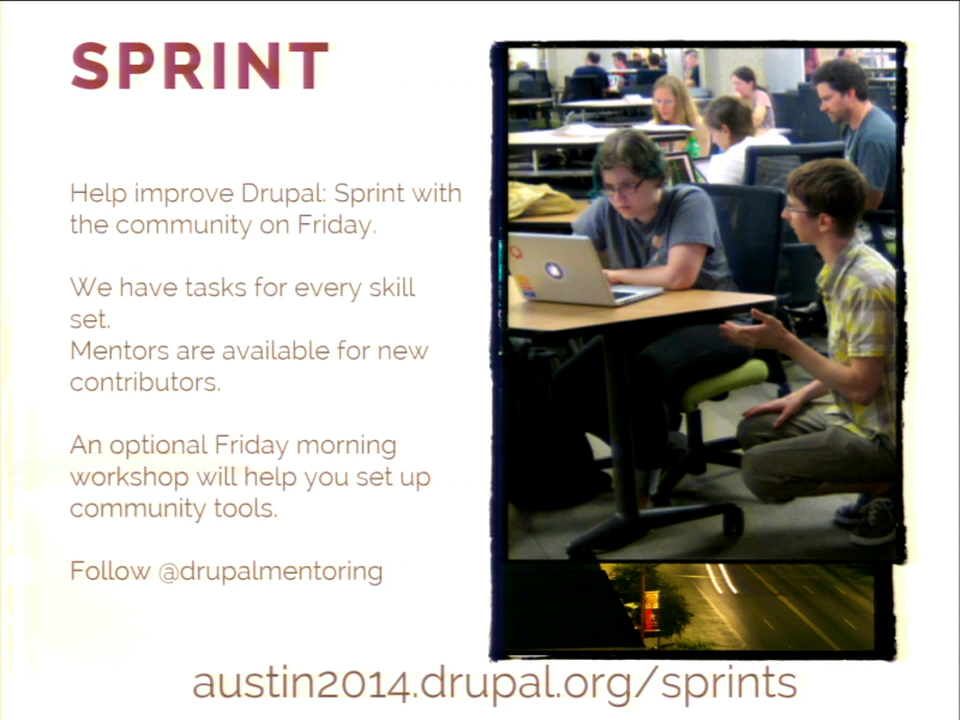 SPRINT
Help improve Drupal: Sprint with
the community on Friday.
We have tasks for every skill
set.
Mentors are available for new
contributors.
An optional Friday morning
workshop will help you set up
community tools.
Follow @drupalmentoring
austin2014.drupal.org/sprints